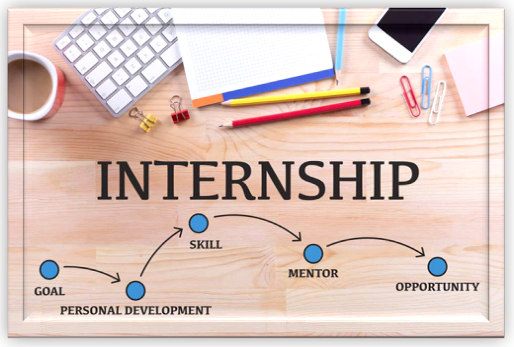 INTERNSHIP
SKILL
MENTOR
GOAL
OPPORTUNITY
PERSONAL DEVELOPMENT